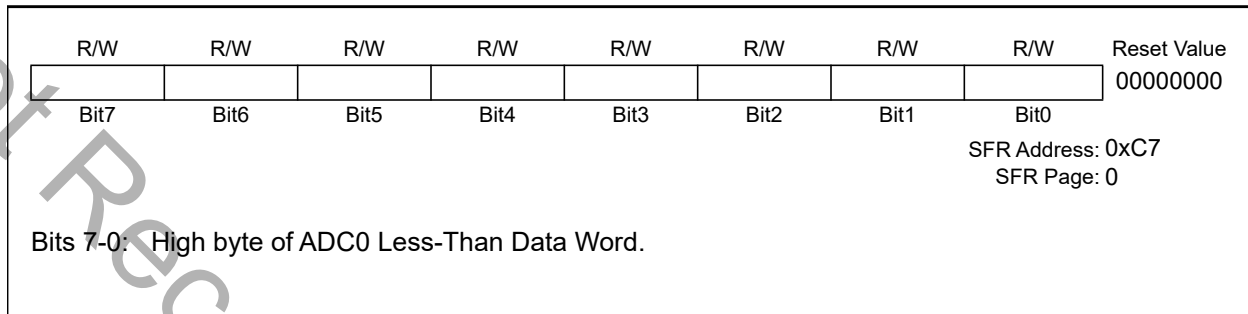 R/W R/W R/W R/W R/W R/W R/W R/W Reset Value
00000000
Bit7 Bit6 Bit5 Bit4 Bit3 Bit2 Bit1 Bit0
SFR Address: 0xC7
SFR Page: 0
Bits 7-0: High byte of ADC0 Less-Than Data Word.